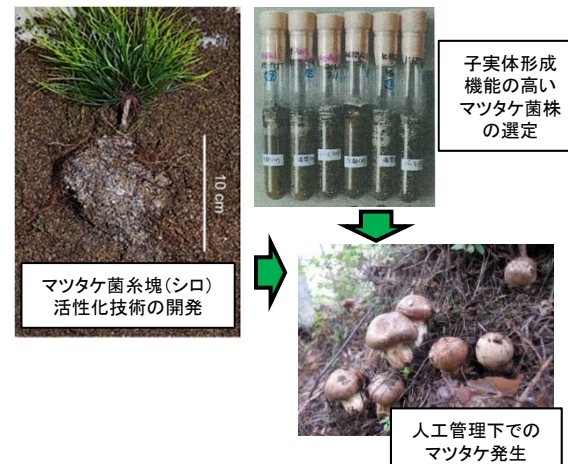 10 cm
マツタケ菌糸塊(シロ)
活性化技術の開発
子実体形成
機能の高い
マツタケ菌株
の選定
人工管理下での
マツタケ発生